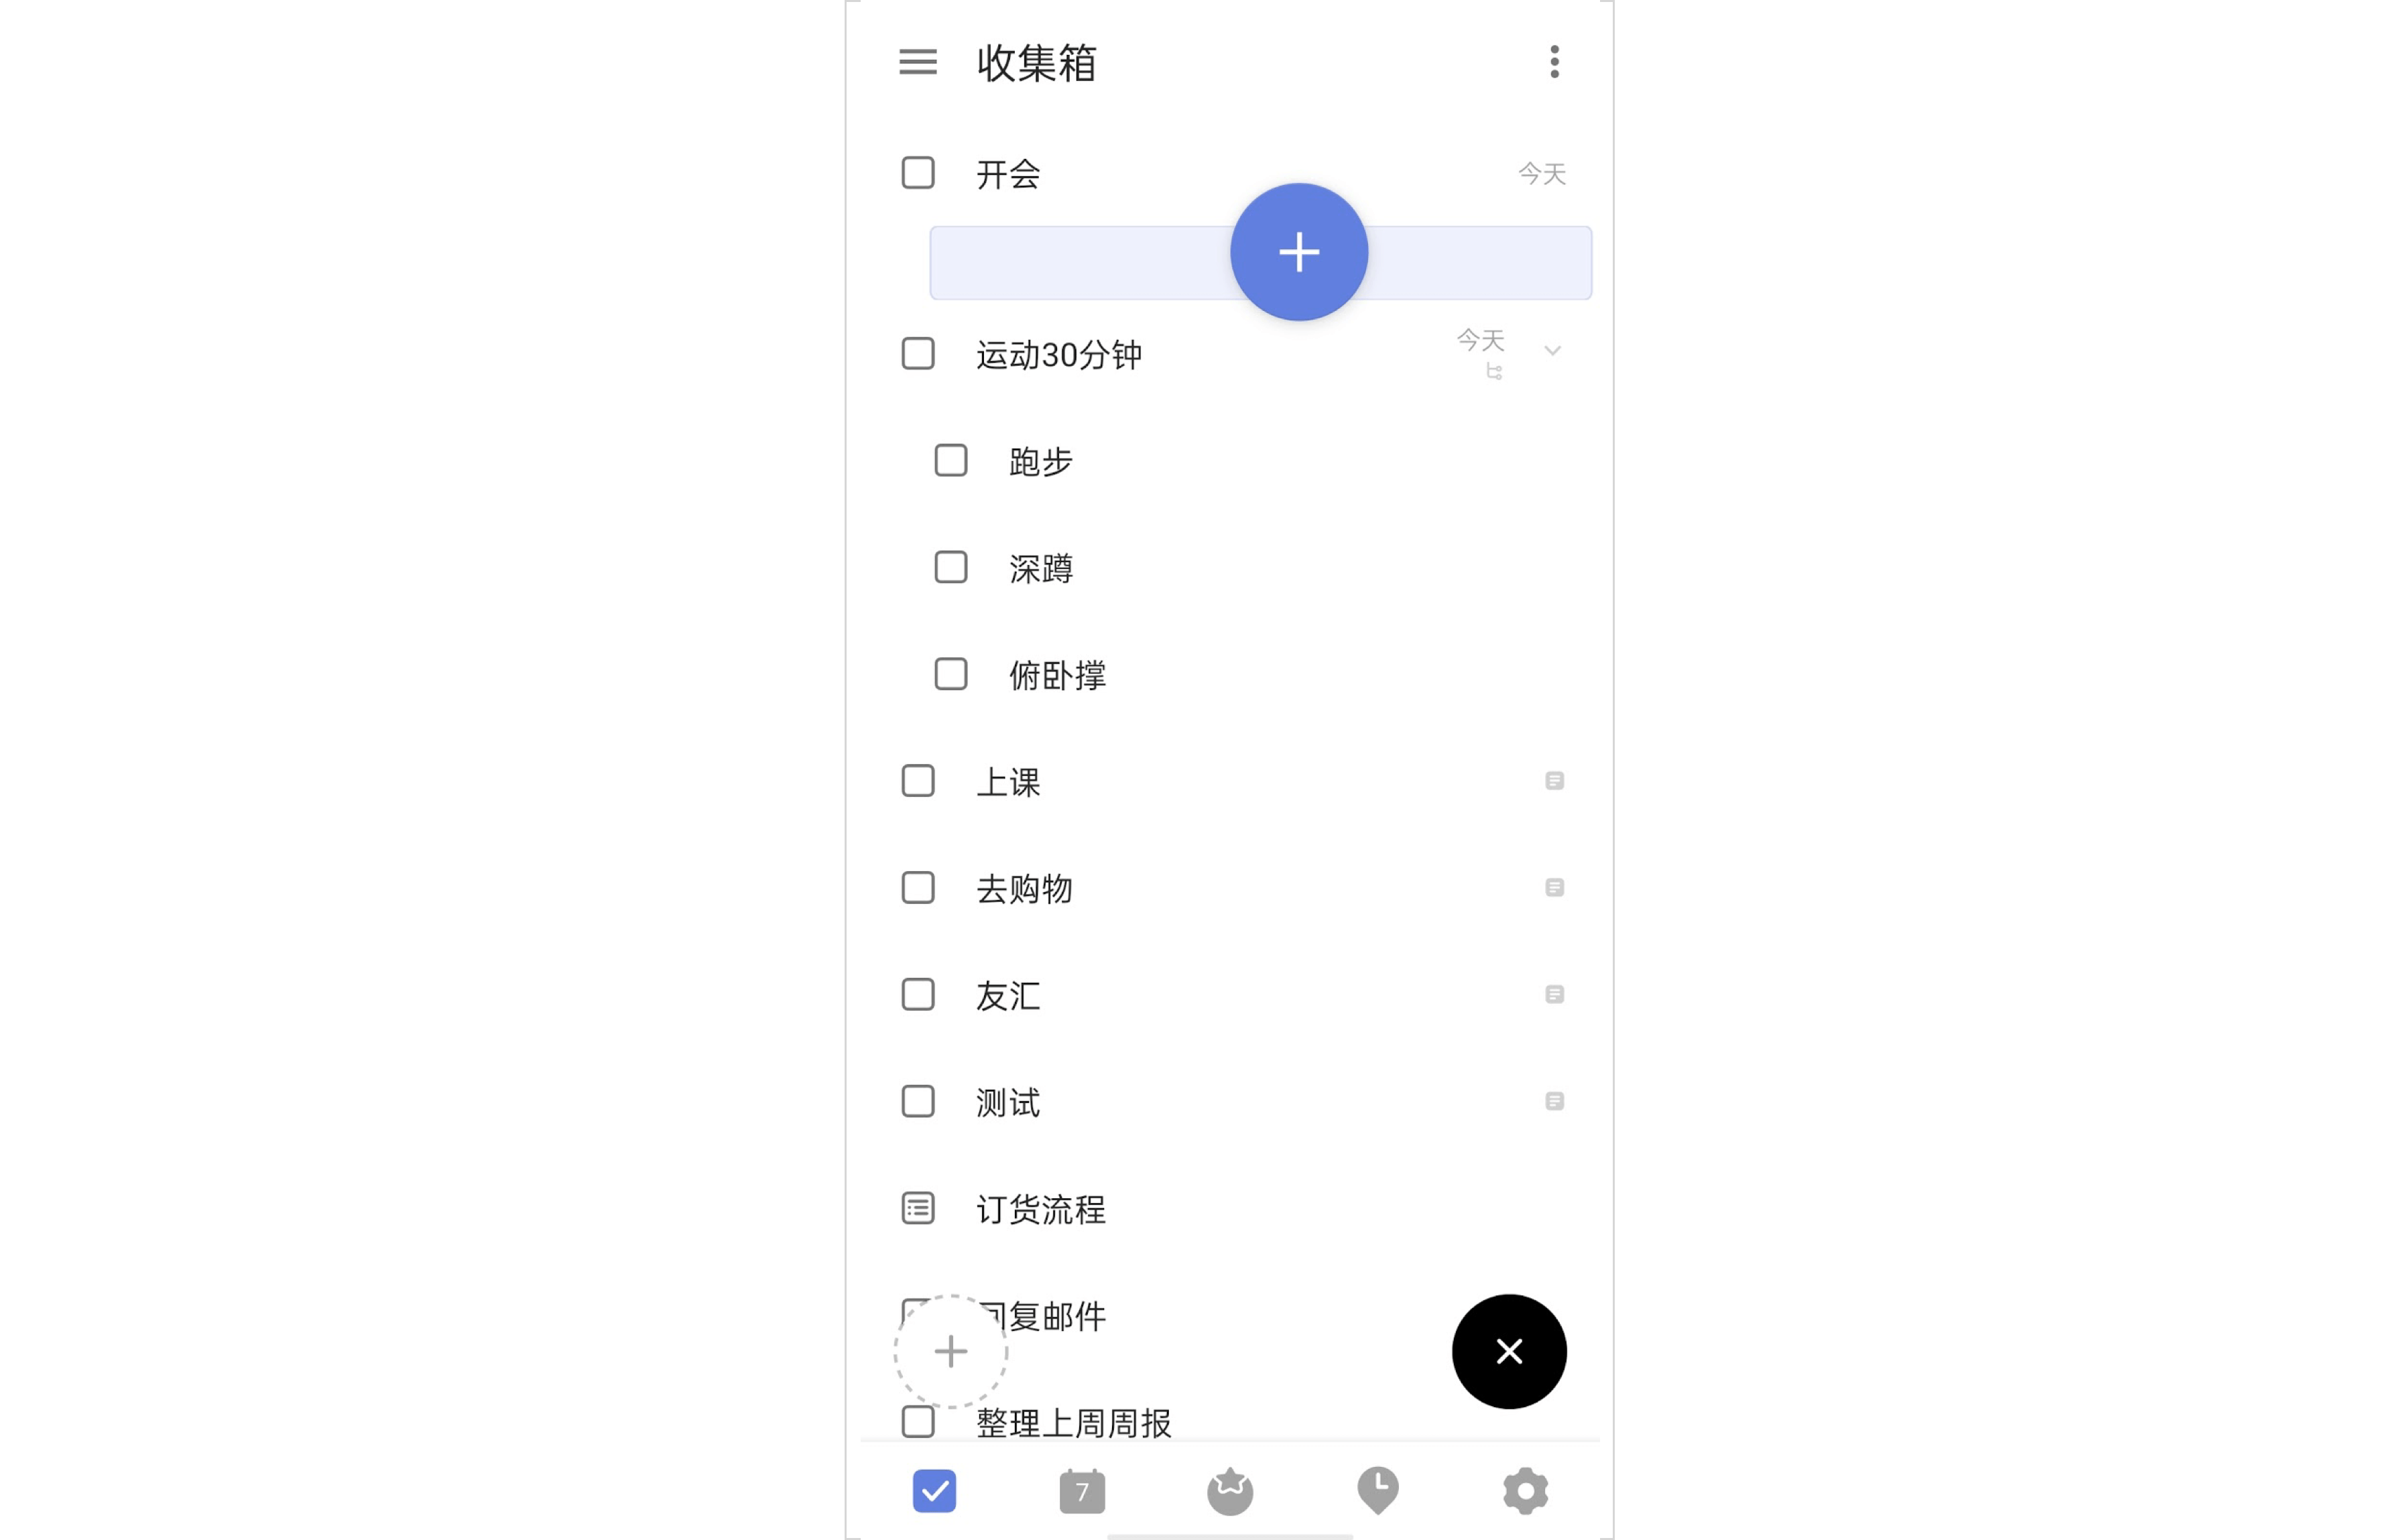 收集箱
开会 今天
运动30分钟 今天
跑步
深蹲
俯卧撑
上课
去购物
友汇
测试
订货流程
复邮件
整理上周周报
7